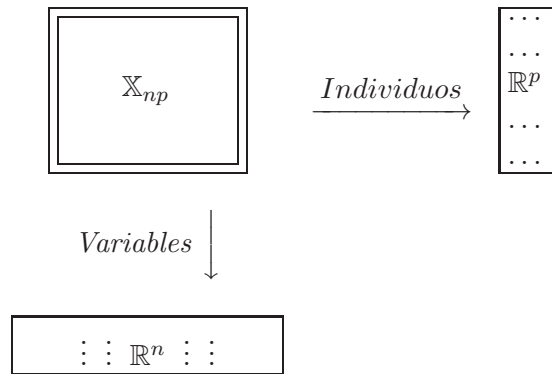 ...
...
𝕏_{np} Individuos ℝ^p
...
...
Variables
⋮ ⋮ ℝ^n ⋮ ⋮